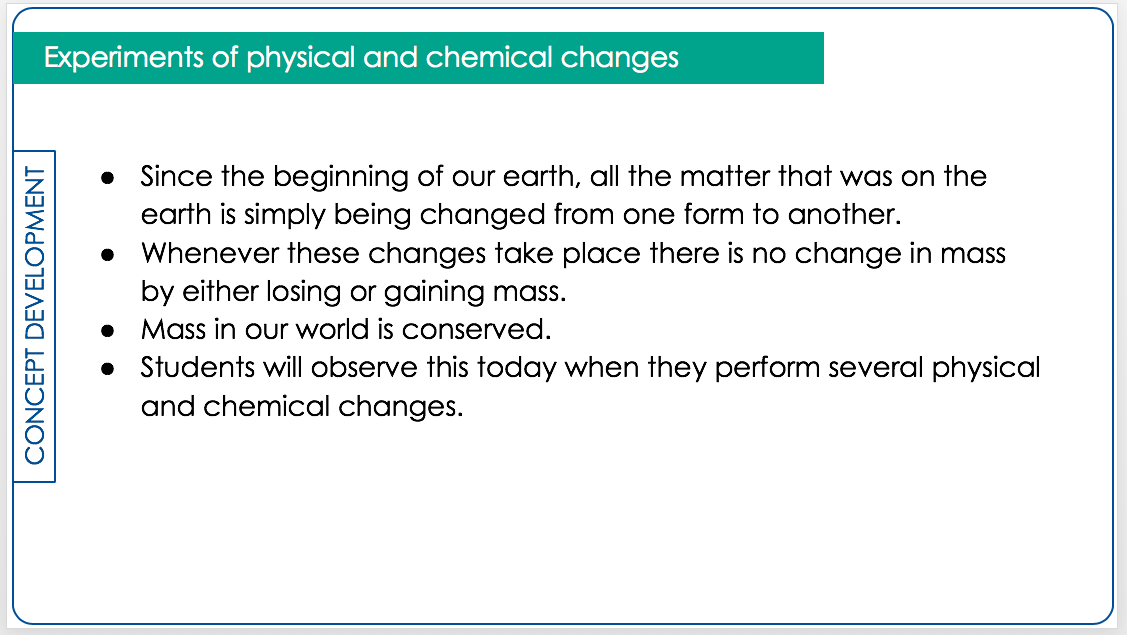 Experiments of physical and chemical changes
CONCEPT DEVELOPMENT
● Since the beginning of our earth, all the matter that was on the
earth is simply being changed from one form to another.
● Whenever these changes take place there is no change in mass
by either losing or gaining mass.
● Mass in our world is conserved.
● Students will observe this today when they perform several physical
and chemical changes.